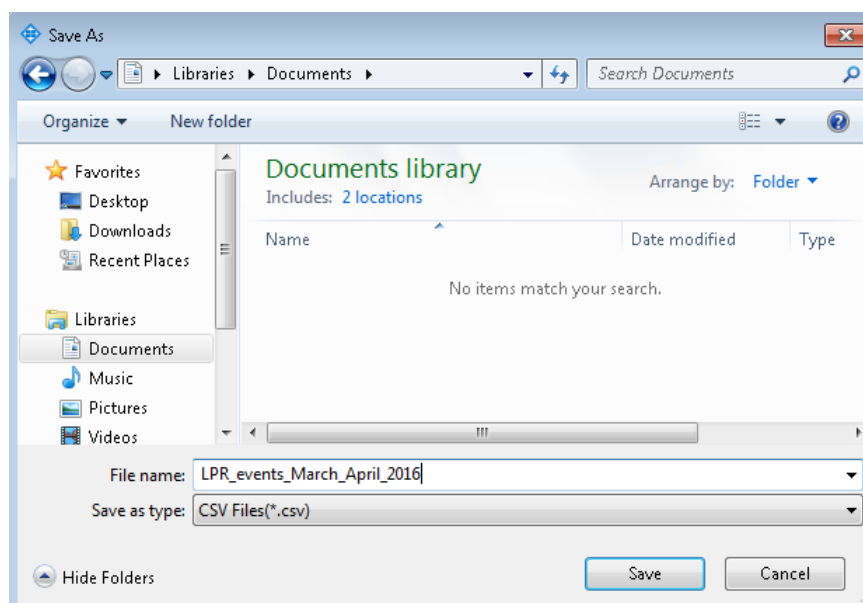 Save As
Libraries Documents Search Documents
Organize New folder
Favorites
Desktop
Downloads
Recent Places
Libraries
Documents
Music
Pictures
Videos
Documents library
Includes: 2 locations
Arrange by: Folder
Name Date modified Type
No items match your search.
File name: LPR_events_March_April_2016
Save as type: CSV Files(*.csv)
Hide Folders Save Cancel